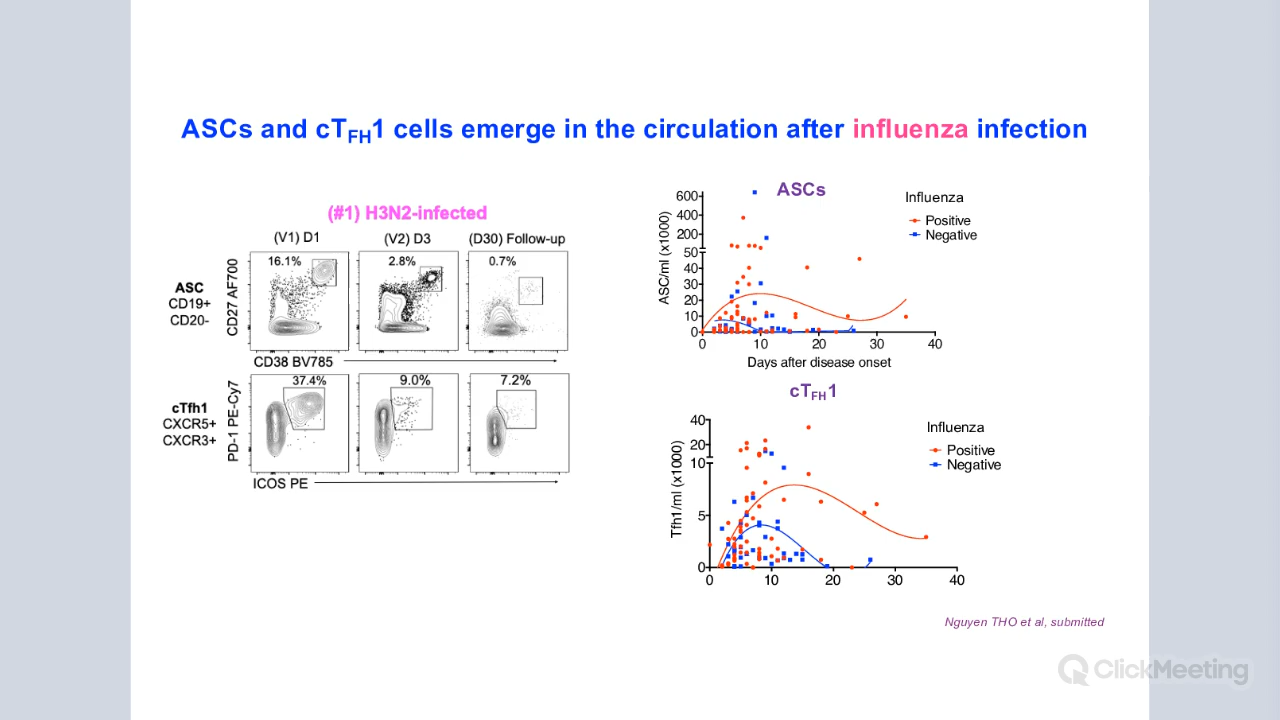 ASCs and cTFH1 cells emerge in the circulation after influenza infection
(#1) H3N2-infected
(V1) D1
(V2) D3
(D30) Follow-up
ASC
CD19+
CD20-
CD27 AF700
16.1%
2.8%
0.7%
CD38 BV785
cTfh1
CXCR5+
CXCR3+
PD-1 PE-Cy7
37.4%
9.0%
7.2%
ICOS PE
ASCs
ASC/ml (x1000)
600
400
200
50
40
30
20
10
0
0 10 20 30 40
Days after disease onset
Influenza
Positive
Negative
cTFH1
Tfh1/ml (x1000)
40
20
10
5
0
0 10 20 30 40
Influenza
Positive
Negative
Nguyen THO et al, submitted
ClickMeeting